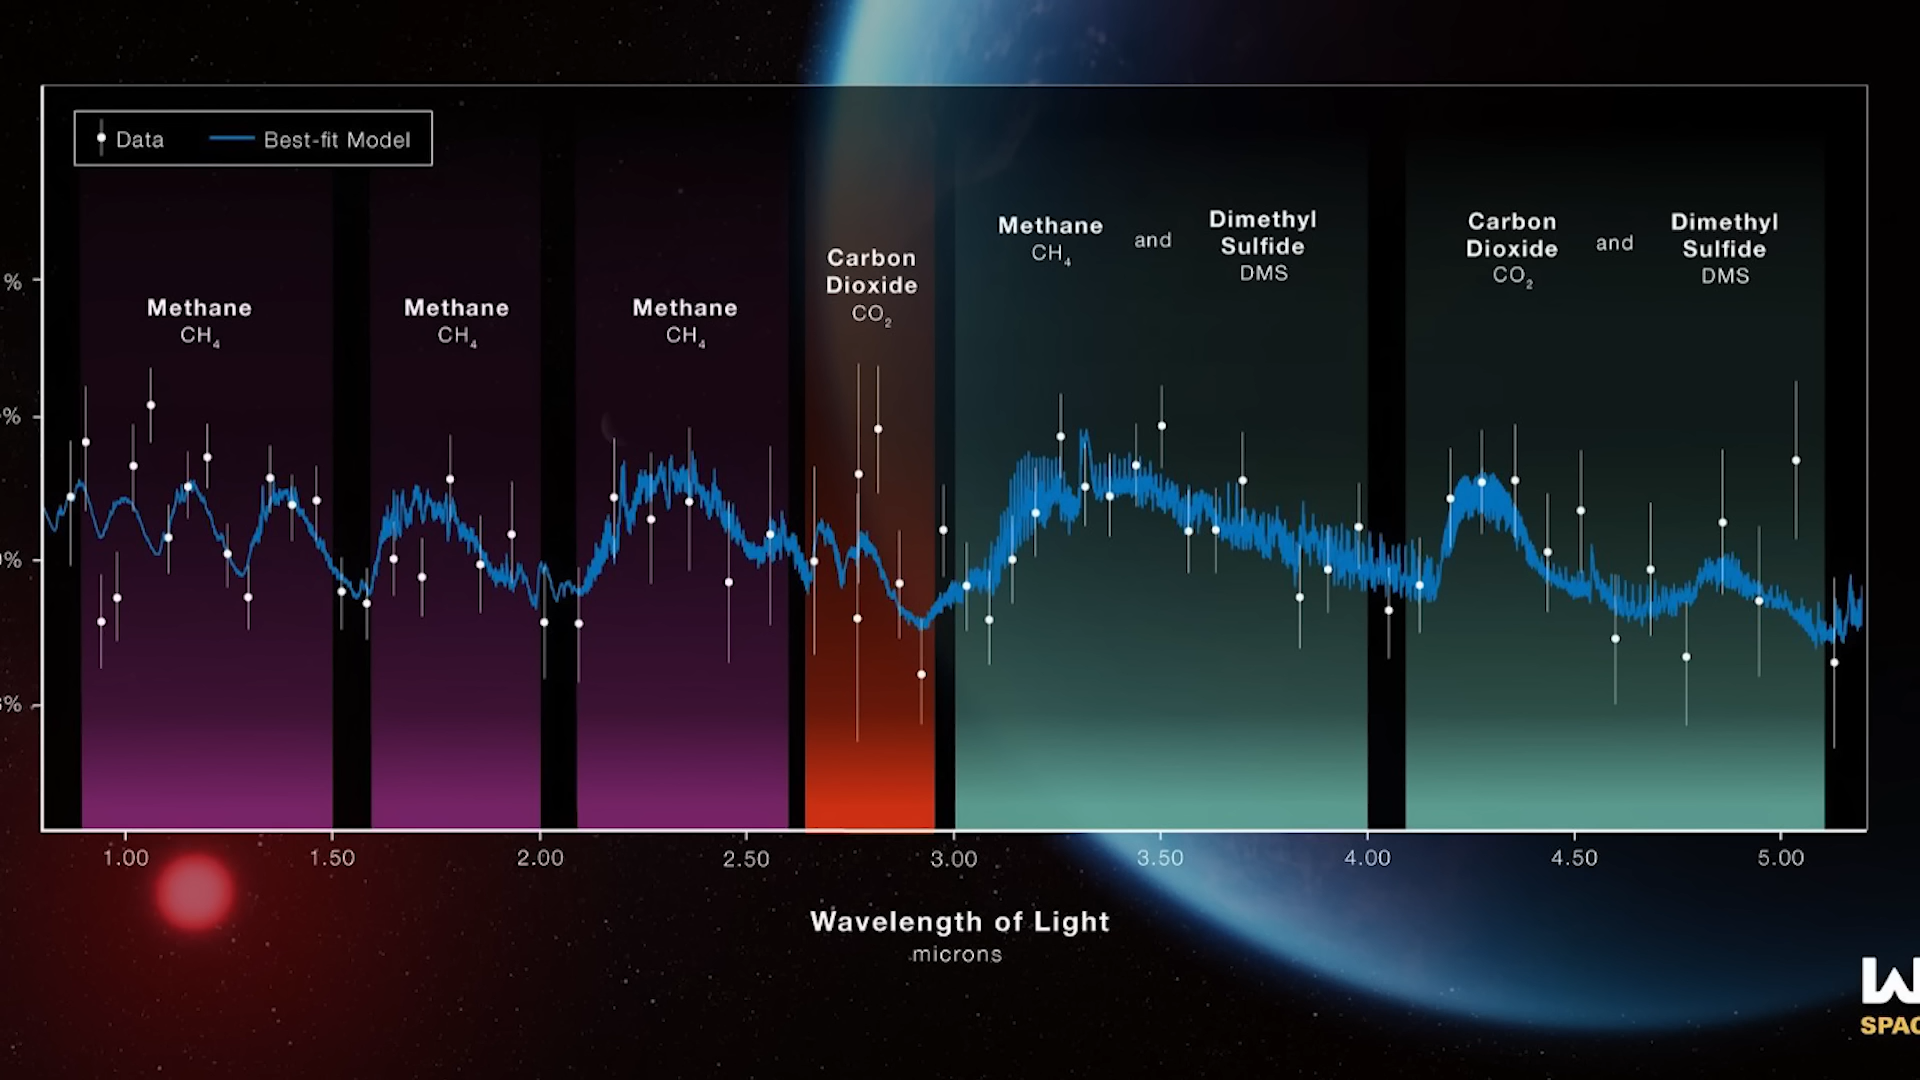 Data Best-fit Model
Methane
CH₄
Methane
CH₄
Methane
CH₄
Carbon
Dioxide
CO₂
Methane
CH₄
and
Dimethyl
Sulfide
DMS
Carbon
Dioxide
CO₂
and
Dimethyl
Sulfide
DMS
%
%
%
%
1.00 1.50 2.00 2.50 3.00 3.50 4.00 4.50 5.00
Wavelength of Light
microns